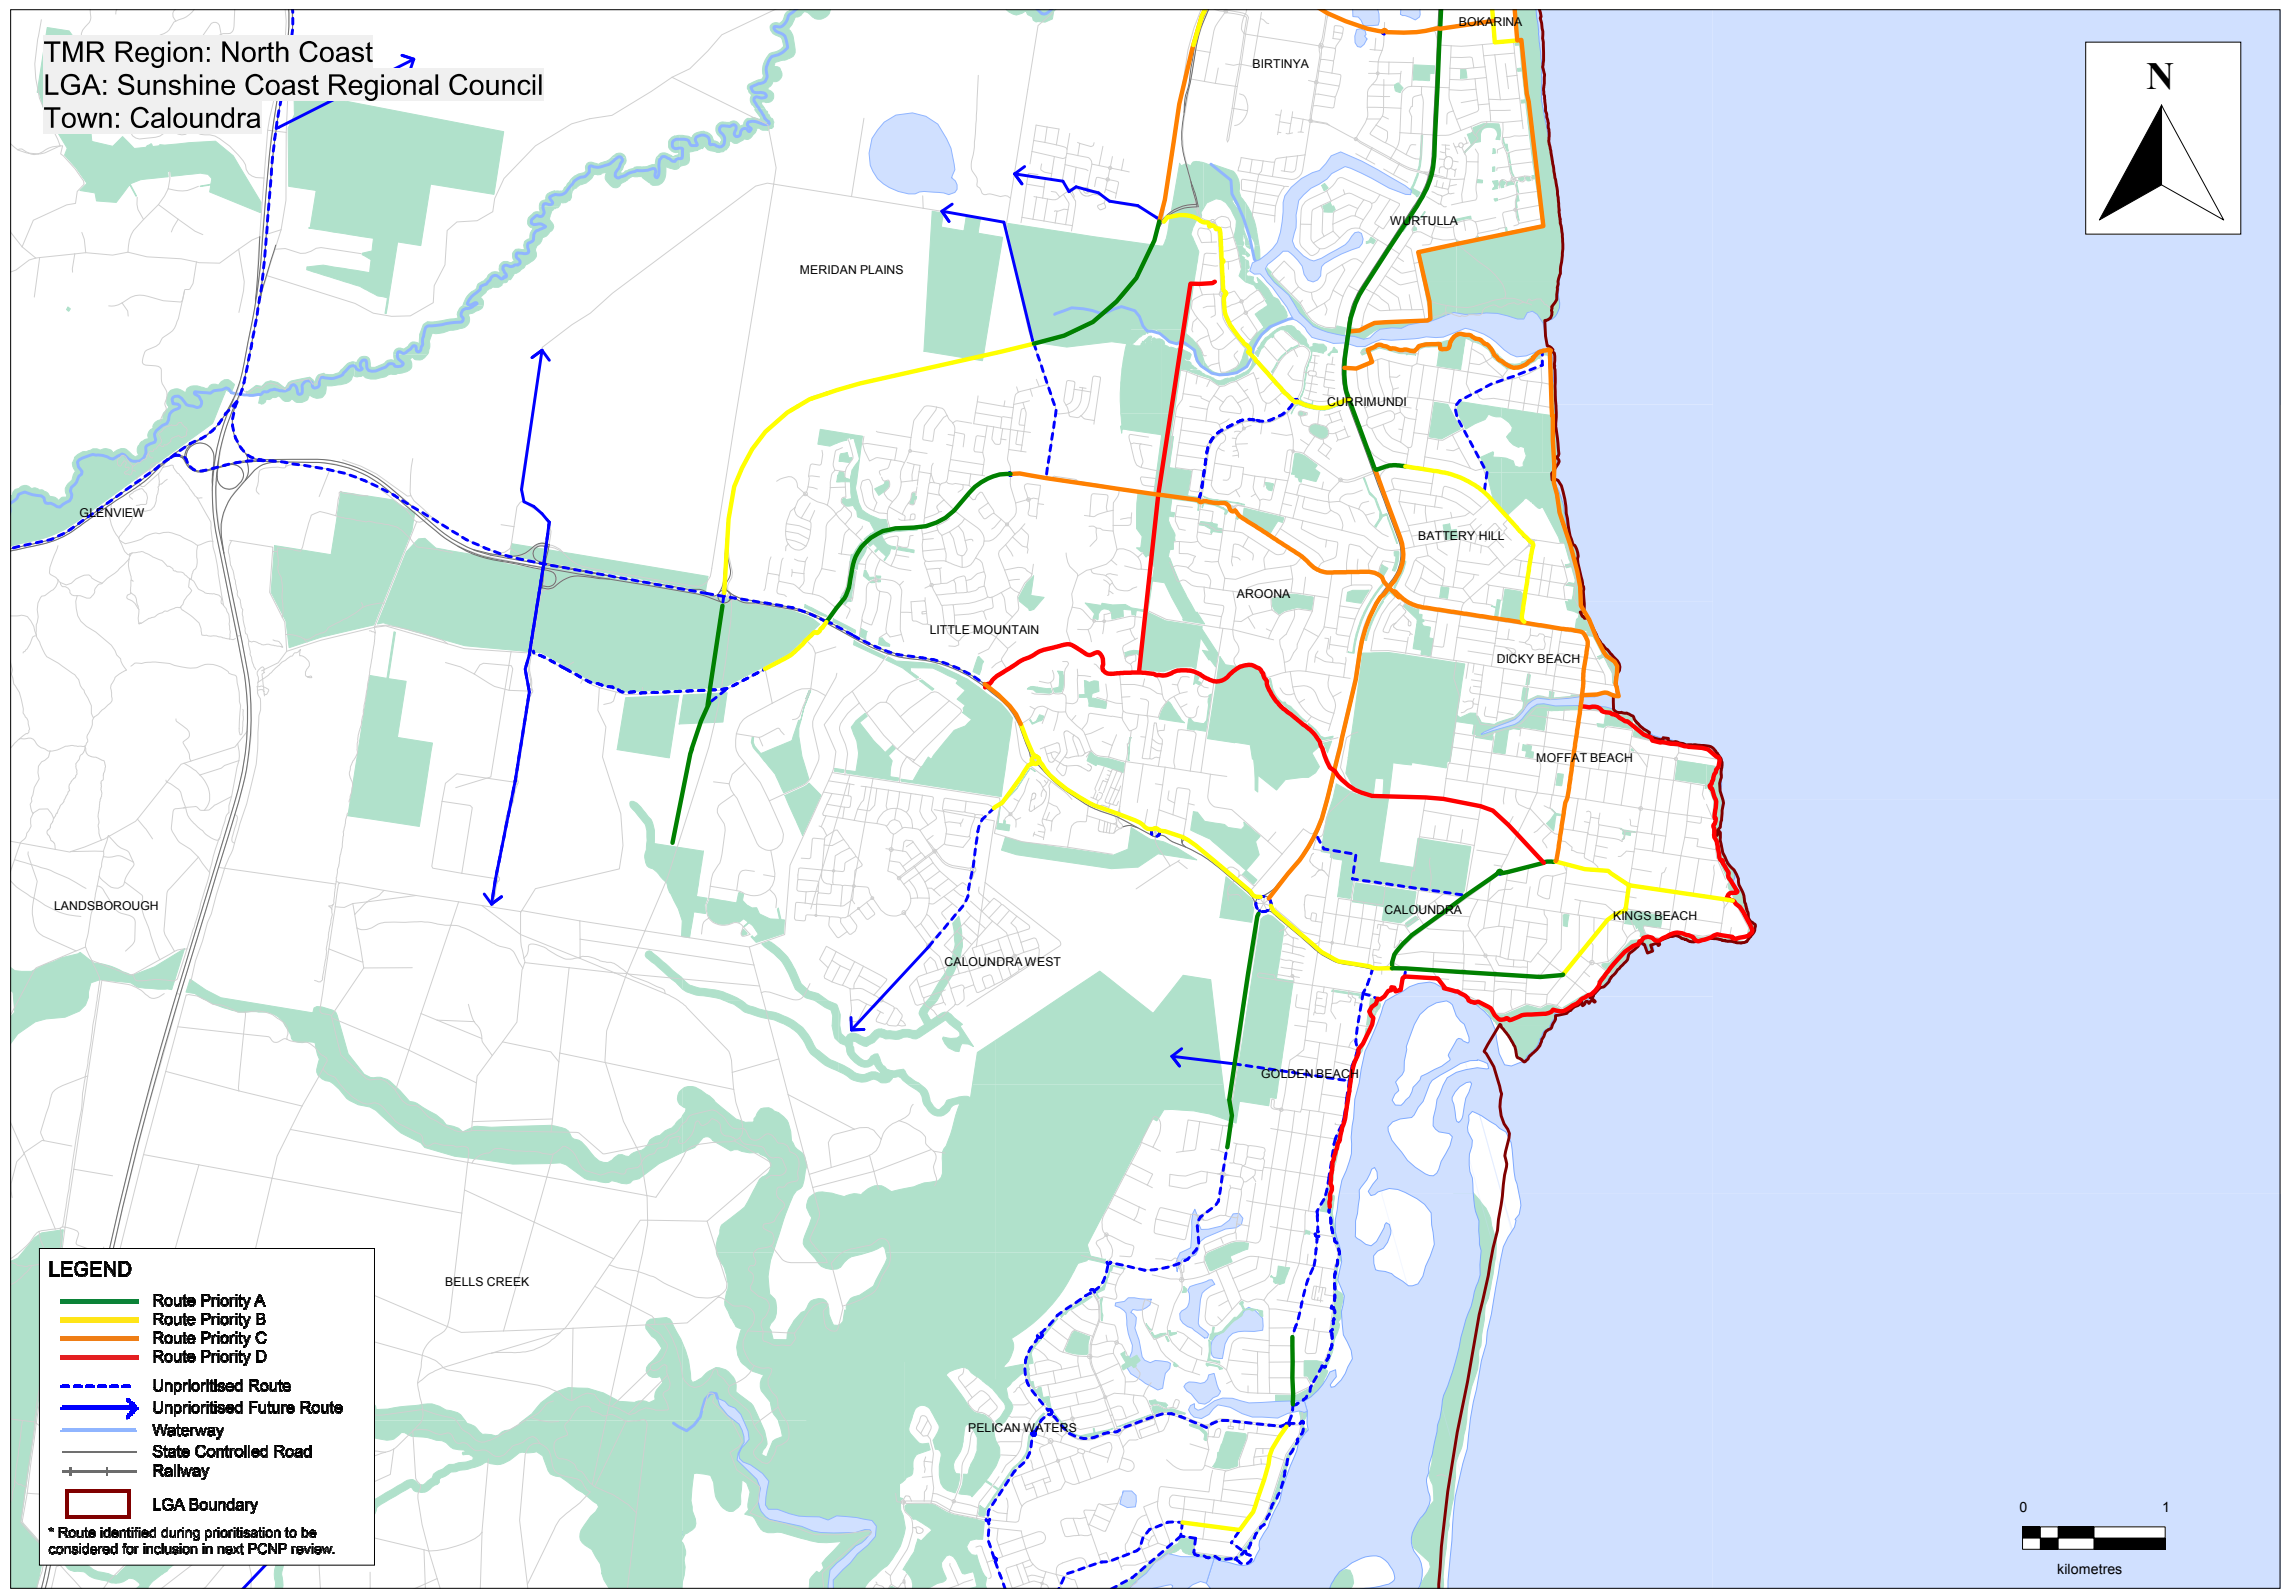 TMR Region: North Coast
LGA: Sunshine Coast Regional Council
Town: Caloundra
BOKARINA
BIRTINYA
N
WURTULLA
MERIDAN PLAINS
CURRIMUNDI
GLENVIEW
BATTERY HILL
AROONA
LITTLE MOUNTAIN
DICKY BEACH
MOFFAT BEACH
LANDSBOROUGH
CALOUNDRA
KINGS BEACH
CALOUNDRA WEST
GOLDEN BEACH
BELLS CREEK
PELICAN WATERS
LEGEND
Route Priority A
Route Priority B
Route Priority C
Route Priority D
Unprioritised Route
Unprioritised Future Route
Waterway
State Controlled Road
Railway
LGA Boundary
* Route identified during prioritisation to be
considered for inclusion in next PCNP review.
0 1
kilometres